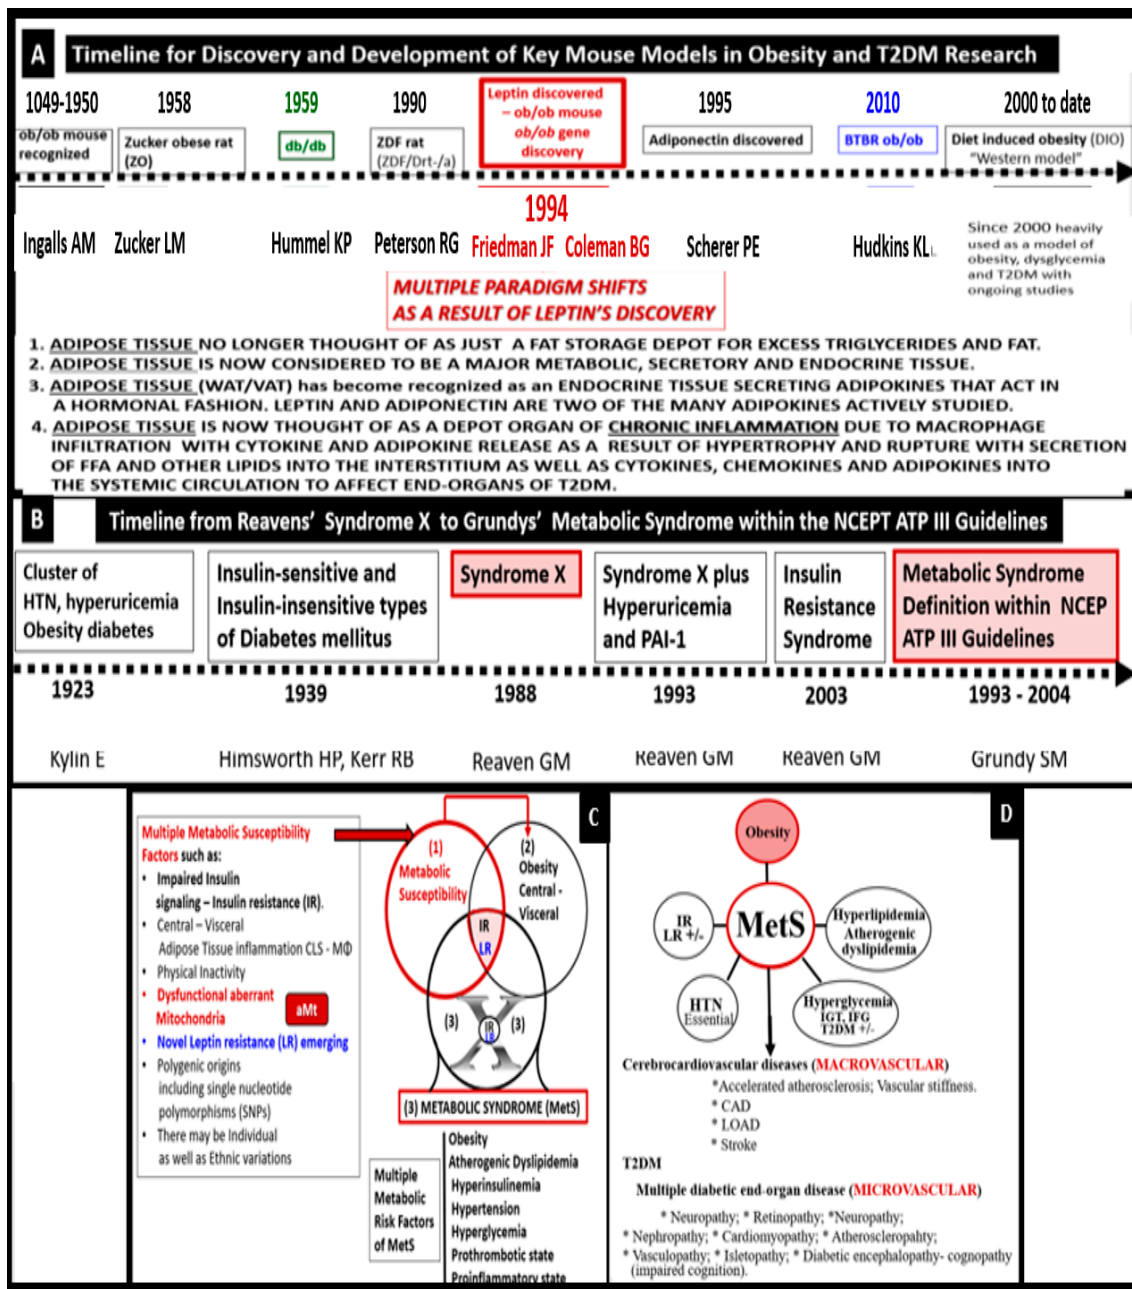 A
Timeline for Discovery and Development of Key Mouse Models in Obesity and T2DM Research
1049-1950
ob/ob mouse
recognized
1958
Zucker obese rat
(ZO)
1959
db/db
1990
ZDF rat
(ZDF/Drt-/a)
Leptin discovered
– ob/ob mouse
ob/ob gene
discovery
1995
Adiponectin discovered
2010
BTBR ob/ob
2000 to date
Diet induced obesity (DIO)
"Western model"
Ingalls AM
Zucker LM
Hummel KP
Peterson RG
1994
Friedman JF Coleman BG
Scherer PE
Hudkins KL
Since 2000 heavily
used as a model of
obesity, dysglycemia
and T2DM with
ongoing studies
MULTIPLE PARADIGM SHIFTS
AS A RESULT OF LEPTIN'S DISCOVERY
1. ADIPOSE TISSUE NO LONGER THOUGHT OF AS JUST A FAT STORAGE DEPOT FOR EXCESS TRIGLYCERIDES AND FAT.
2. ADIPOSE TISSUE IS NOW CONSIDERED TO BE A MAJOR METABOLIC, SECRETORY AND ENDOCRINE TISSUE.
3. ADIPOSE TISSUE (WAT/VAT) has become recognized as an ENDOCRINE TISSUE SECRETING ADIPOKINES THAT ACT IN
A HORMONAL FASHION. LEPTIN AND ADIPONECTIN ARE TWO OF THE MANY ADIPOKINES ACTIVELY STUDIED.
4. ADIPOSE TISSUE IS NOW THOUGHT OF AS A DEPOT ORGAN OF CHRONIC INFLAMMATION DUE TO MACROPHAGE
INFILTRATION WITH CYTOKINE AND ADIPOKINE RELEASE AS A RESULT OF HYPERTROPHY AND RUPTURE WITH SECRETION
OF FFA AND OTHER LIPIDS INTO THE INTERSTITIUM AS WELL AS CYTOKINES, CHEMOKINES AND ADIPOKINES INTO
THE SYSTEMIC CIRCULATION TO AFFECT END-ORGANS OF T2DM.
B
Timeline from Reavens' Syndrome X to Grundys' Metabolic Syndrome within the NCEPT ATP III Guidelines
Cluster of
HTN, hyperuricemia
Obesity diabetes
Insulin-sensitive and
Insulin-insensitive types
of Diabetes mellitus
Syndrome X
Syndrome X plus
Hyperuricemia
and PAI-1
Insulin
Resistance
Syndrome
Metabolic Syndrome
Definition within NCEP
ATP III Guidelines
1923
1939
1988
1993
2003
1993 - 2004
Kylin E
Himsworth HP, Kerr RB
Reaven GM
Reaven GM
Reaven GM
Grundy SM
C
Multiple Metabolic Susceptibility
Factors such as:
• Impaired Insulin
signaling – Insulin resistance (IR).
• Central – Visceral
Adipose Tissue inflammation CLS - MΦ
• Physical Inactivity
• Dysfunctional aberrant
Mitochondria
aMt
• Novel Leptin resistance (LR) emerging
• Polygenic origins
including single nucleotide
polymorphisms (SNPs)
• There may be Individual
as well as Ethnic variations
(1)
Metabolic
Susceptibility
(2)
Obesity
Central -
Visceral
IR
LR
(3)
X
IR
LR
(3)
(3) METABOLIC SYNDROME (MetS)
Multiple
Metabolic
Risk Factors
of MetS
Obesity
Atherogenic Dyslipidemia
Hyperinsulinemia
Hypertension
Hyperglycemia
Prothrombotic state
Proinflammatory state
D
Obesity
IR
LR +/-
MetS
Hyperlipidemia
Atherogenic
dyslipidemia
HTN
Essential
Hyperglycemia
IGT, IFG
T2DM +/-
Cerebrocardiovascular diseases (MACROVASCULAR)
*Accelerated atherosclerosis; Vascular stiffness.
* CAD
* LOAD
* Stroke
T2DM
Multiple diabetic end-organ disease (MICROVASCULAR)
* Neuropathy; * Retinopathy; *Neuropathy;
* Nephropathy; * Cardiomyopathy; * Atheroscleropahty;
* Vasculopathy; * Isletopathy; * Diabetic encephalopathy- cognopathy
(impaired cognition).